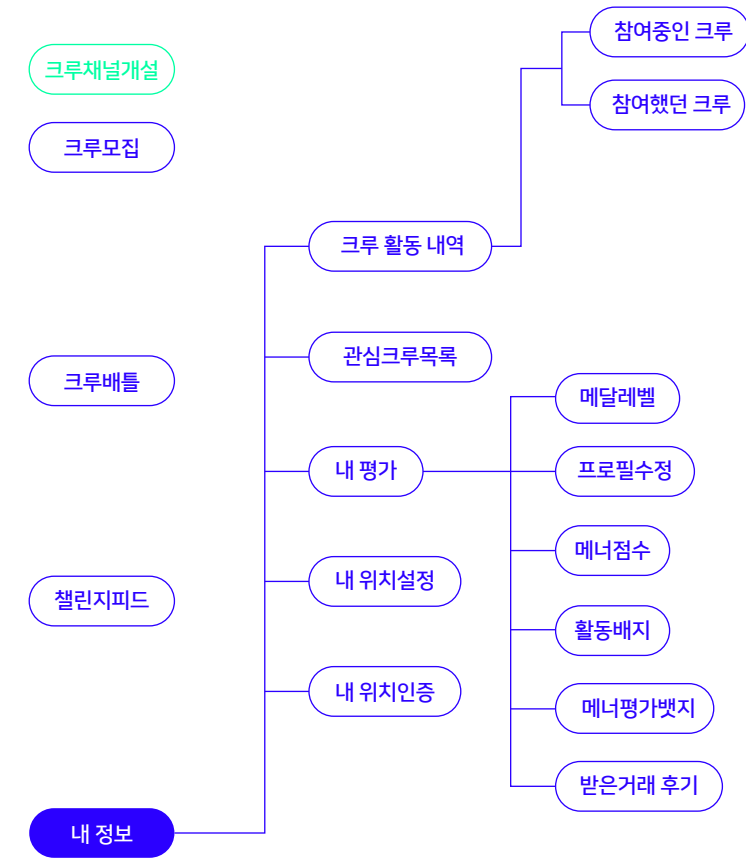 크루채널개설
크루모집
크루배틀
챌린지피드
내 정보
크루 활동 내역
관심크루목록
내 평가
내 위치설정
내 위치인증
참여중인 크루
참여했던 크루
메달레벨
프로필수정
메너점수
활동배지
메너평가뱃지
받은거래 후기